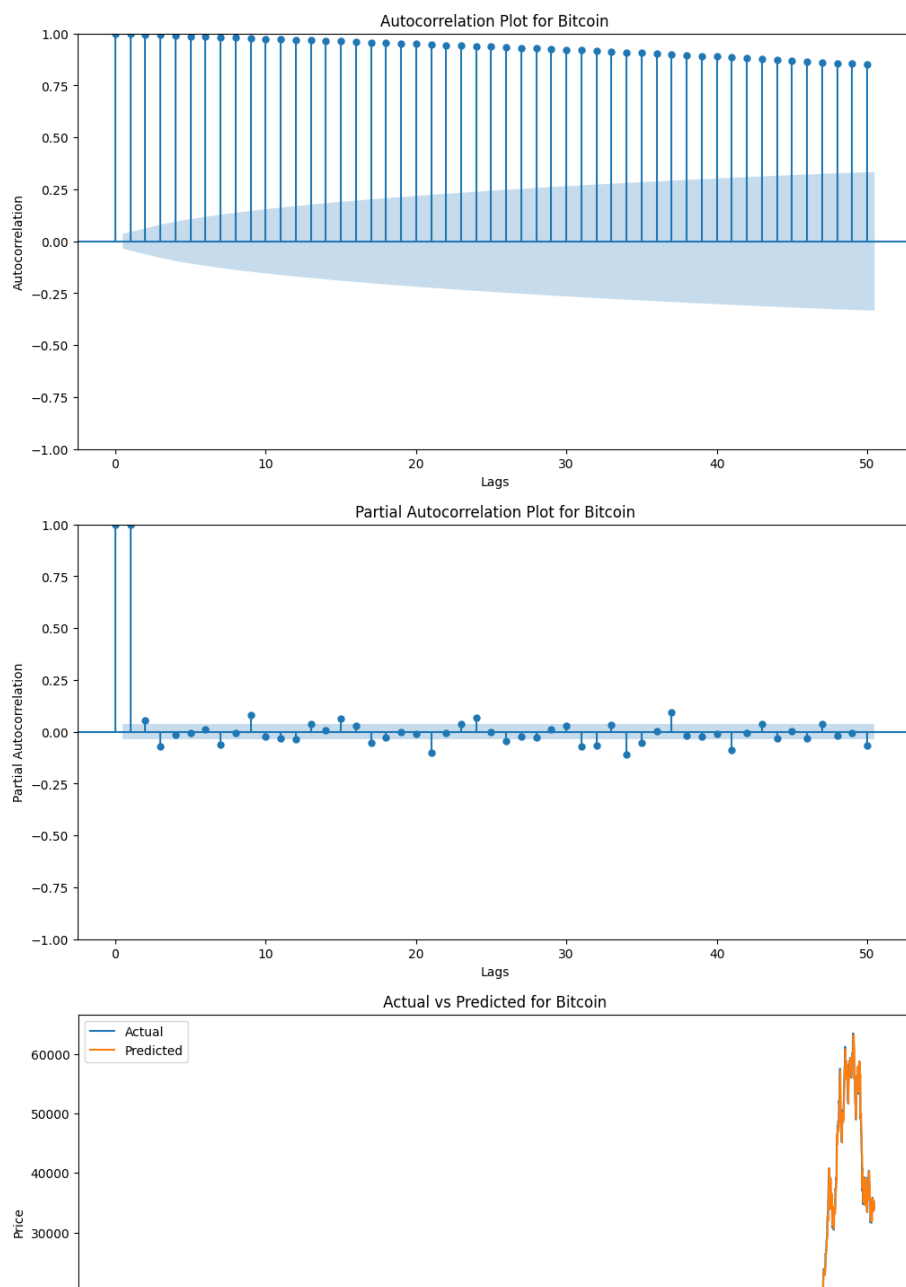 Autocorrelation Plot for Bitcoin
1.00
0.75
0.50
0.25
0.00
−0.25
−0.50
−0.75
−1.00
Autocorrelation
0 10 20 30 40 50
Lags
Partial Autocorrelation Plot for Bitcoin
1.00
0.75
0.50
0.25
0.00
−0.25
−0.50
−0.75
−1.00
Partial Autocorrelation
0 10 20 30 40 50
Lags
Actual vs Predicted for Bitcoin
Actual
Predicted
60000
50000
40000
30000
Price